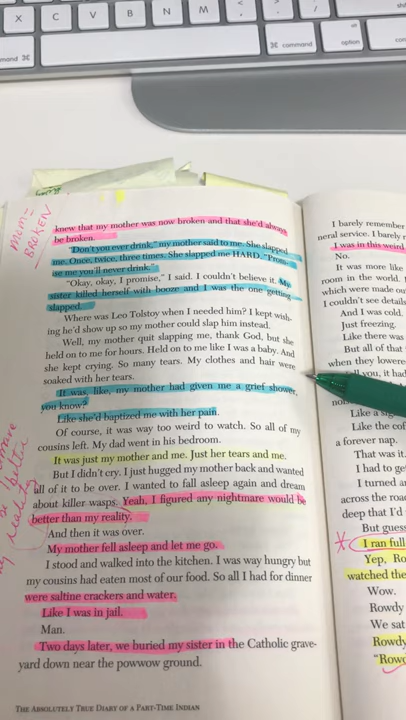 X C V B N M
command ⌘
⌘ command
option
mom=
BROKEN
knew that my mother was now broken and that she'd always
be broken.
"Don't you ever drink," my mother said to me. She slapped
me. Once, twice, three times. She slapped me HARD. "Prom-
ise me you'll never drink."
"Okay, okay, I promise," I said. I couldn't believe it. My
sister killed herself with booze and I was the one getting
slapped.
Where was Leo Tolstoy when I needed him? I kept wish-
ing he'd show up so my mother could slap him instead.
Well, my mother quit slapping me, thank God, but she
held on to me for hours. Held on to me like I was a baby. And
she kept crying. So many tears. My clothes and hair were
soaked with her tears.
It was, like, my mother had given me a grief shower,
you know?
Like she'd baptized me with her pain.
Of course, it was way too weird to watch. So all of my
cousins left. My dad went in his bedroom.
It was just my mother and me. Just her tears and me.
But I didn't cry. I just hugged my mother back and wanted
all of it to be over. I wanted to fall asleep again and dream
about killer wasps. Yeah, I figured any nightmare would be
better than my reality.
And then it was over.
My mother fell asleep and let me go.
I stood and walked into the kitchen. I was way hungry but
my cousins had eaten most of our food. So all I had for dinner
were saltine crackers and water.
Like I was in jail.
Man.
Two days later, we buried my sister in the Catholic grave-
yard down near the powwow ground.
THE ABSOLUTELY TRUE DIARY OF A PART-TIME INDIAN
I barely remember
neral service. I barely
I was in this weird
No.
It was more like
room in the world.
which were made
I couldn't see details
And I was cold.
Just freezing.
Like there was
But all of that
when they lowered
you, it had
Like a
Like the
a forever nap.
That was it.
I had to
I turned
across the
deep that I'd
But
I ran full
Yep, Ro
watched the
Wow.
Rowdy
We sat
Rowdy
"Row